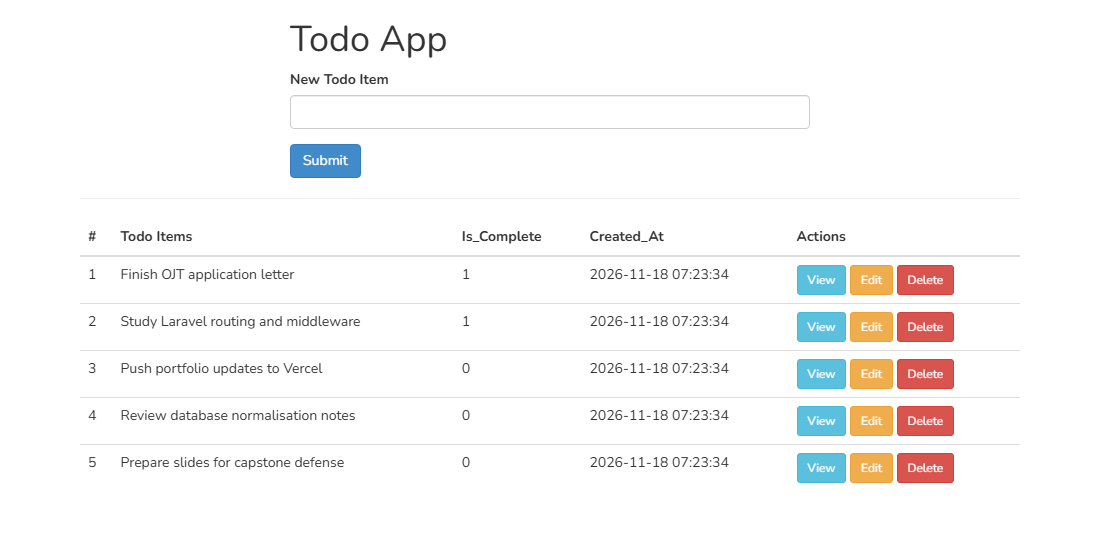 Todo App
New Todo Item
Submit
# Todo Items Is_Complete Created_At Actions
1 Finish OJT application letter 1 2026-11-18 07:23:34 View Edit Delete
2 Study Laravel routing and middleware 1 2026-11-18 07:23:34 View Edit Delete
3 Push portfolio updates to Vercel 0 2026-11-18 07:23:34 View Edit Delete
4 Review database normalisation notes 0 2026-11-18 07:23:34 View Edit Delete
5 Prepare slides for capstone defense 0 2026-11-18 07:23:34 View Edit Delete